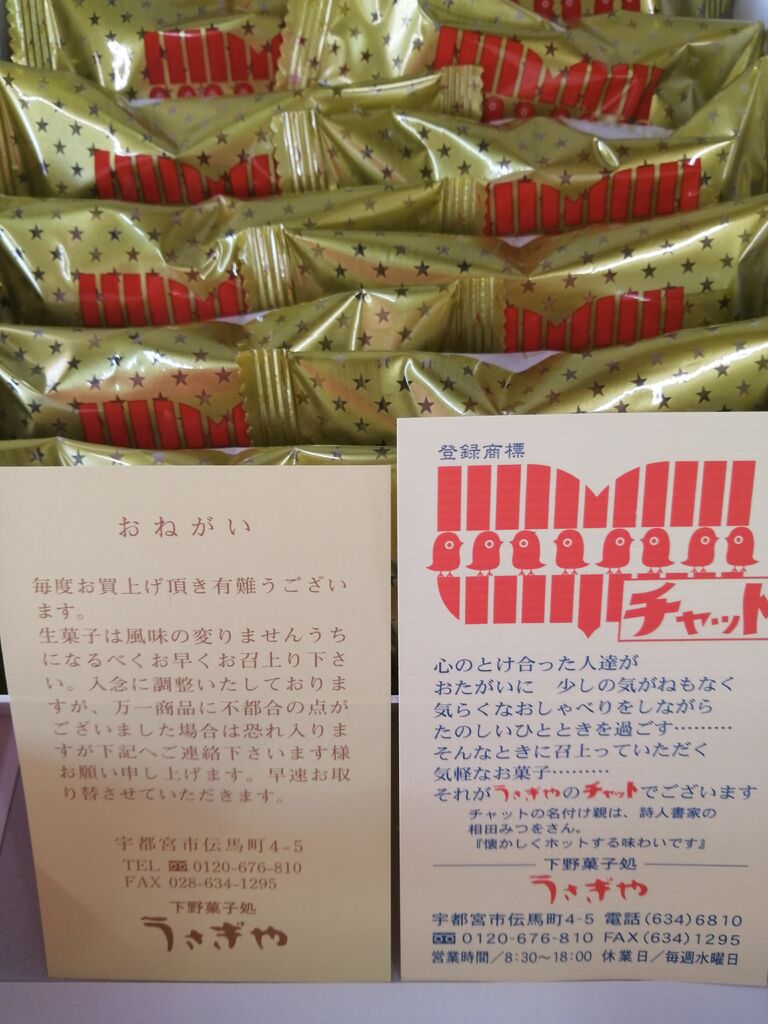 おねがい
毎度お買上げ頂き有難うござい
ます。
生菓子は風味の変りませんうち
になるべくお早くお召上り下さ
い。入念に調整いたしておりま
すが、万一商品に不都合の点が
ございました場合は恐れ入りま
すが下記へご連絡下さいます様
お願い申し上げます。早速お取
り替させていただきます。
宇都宮市伝馬町4-5
TEL 0120-676-810
FAX 028-634-1295
下野菓子処
うさぎや
登録商標
チャット
心のとけ合った人達が
おたがいに 少しの気がねもなく
気らくなおしゃべりをしながら
たのしいひとときを過ごす………
そんなときに召上っていただく
気軽なお菓子………
それがうさぎやのチャットでございます
チャットの名付け親は、詩人書家の
相田みつをさん。
『懐かしくホットする味わいです』
下野菓子処
うさぎや
宇都宮市伝馬町4-5 電話(634)6810
0120-676-810 FAX(634)1295
営業時間/8:30～18:00 休業日/毎週水曜日